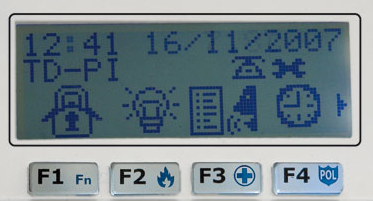 12:41 16/11/2007
TD-PI
F1 Fn F2 F3 F4 POL